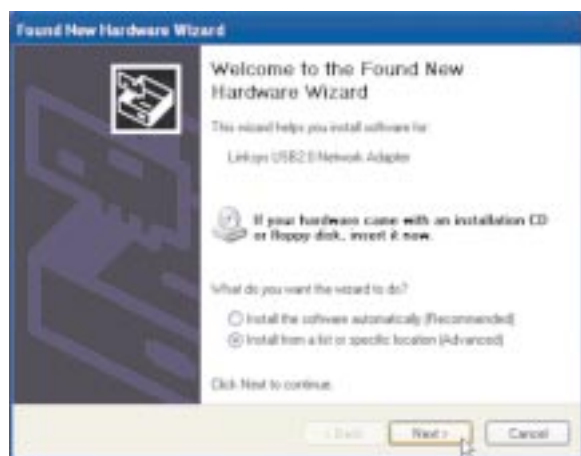 Found New Hardware Wizard
Welcome to the Found New
Hardware Wizard
This wizard helps you install software for:
Linksys USB2.0 Network Adapter
If your hardware came with an installation CD
or floppy disk, insert it now.
What do you want the wizard to do?
Install the software automatically (Recommended)
Install from a list or specific location (Advanced)
Click Next to continue.
< Back
Next >
Cancel